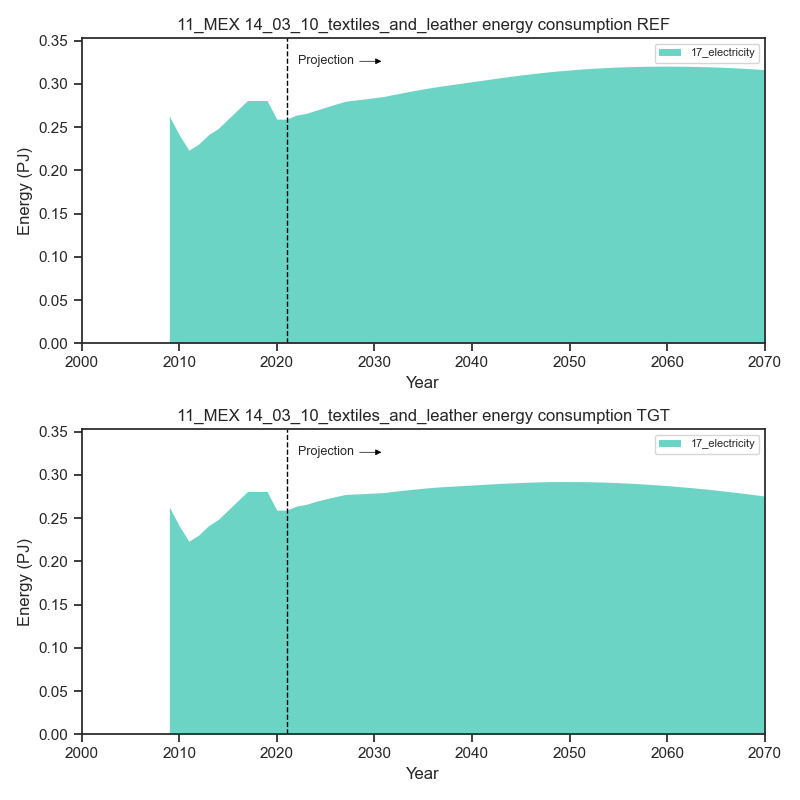 11_MEX 14_03_10_textiles_and_leather energy consumption REF
0.35
0.30
0.25
0.20
0.15
0.10
0.05
0.00
Energy (PJ)
Projection
17_electricity
2000 2010 2020 2030 2040 2050 2060 2070
Year
11_MEX 14_03_10_textiles_and_leather energy consumption TGT
0.35
0.30
0.25
0.20
0.15
0.10
0.05
0.00
Energy (PJ)
Projection
17_electricity
2000 2010 2020 2030 2040 2050 2060 2070
Year